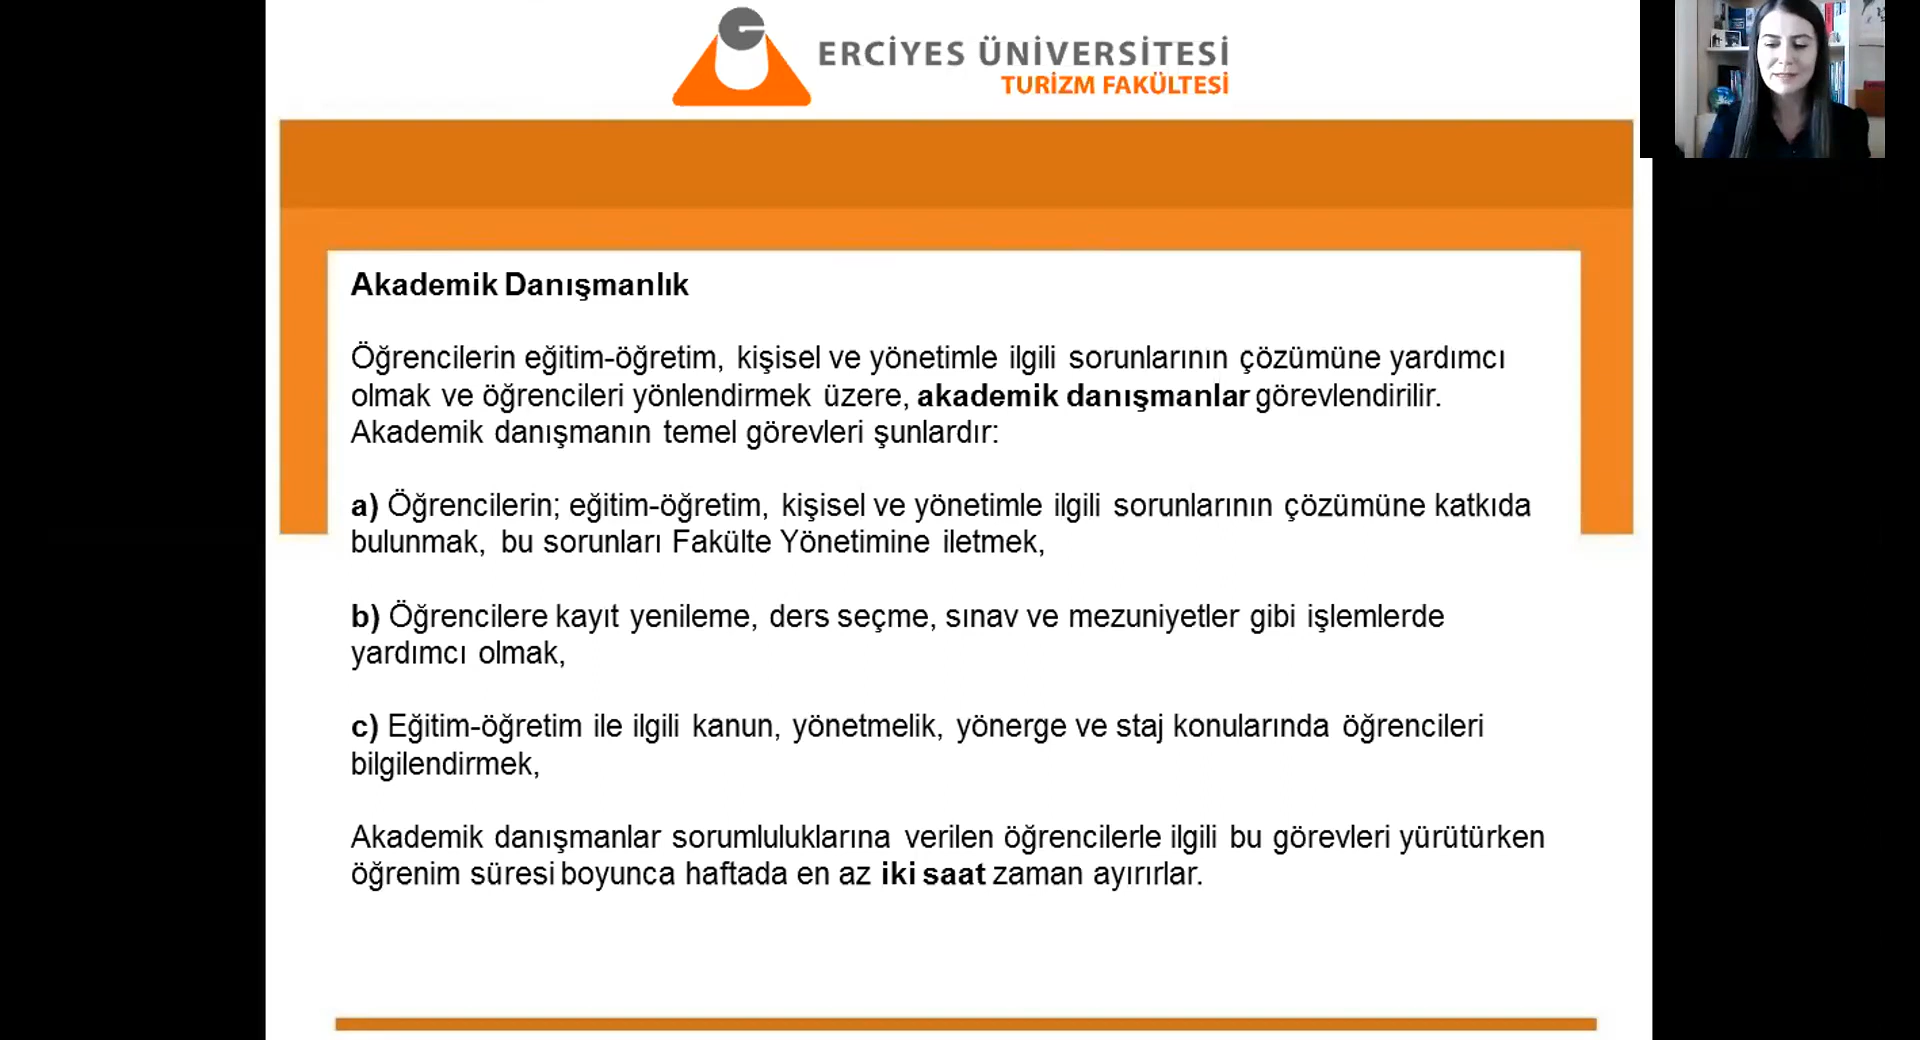 ERCİYES ÜNİVERSİTESİ
TURİZM FAKÜLTESİ
Akademik Danışmanlık
Öğrencilerin eğitim-öğretim, kişisel ve yönetimle ilgili sorunlarının çözümüne yardımcı
olmak ve öğrencileri yönlendirmek üzere, akademik danışmanlar görevlendirilir.
Akademik danışmanın temel görevleri şunlardır:
a) Öğrencilerin; eğitim-öğretim, kişisel ve yönetimle ilgili sorunlarının çözümüne katkıda
bulunmak, bu sorunları Fakülte Yönetimine iletmek,
b) Öğrencilere kayıt yenileme, ders seçme, sınav ve mezuniyetler gibi işlemlerde
yardımcı olmak,
c) Eğitim-öğretim ile ilgili kanun, yönetmelik, yönerge ve staj konularında öğrencileri
bilgilendirmek,
Akademik danışmanlar sorumluluklarına verilen öğrencilerle ilgili bu görevleri yürütürken
öğrenim süresi boyunca haftada en az iki saat zaman ayırırlar.